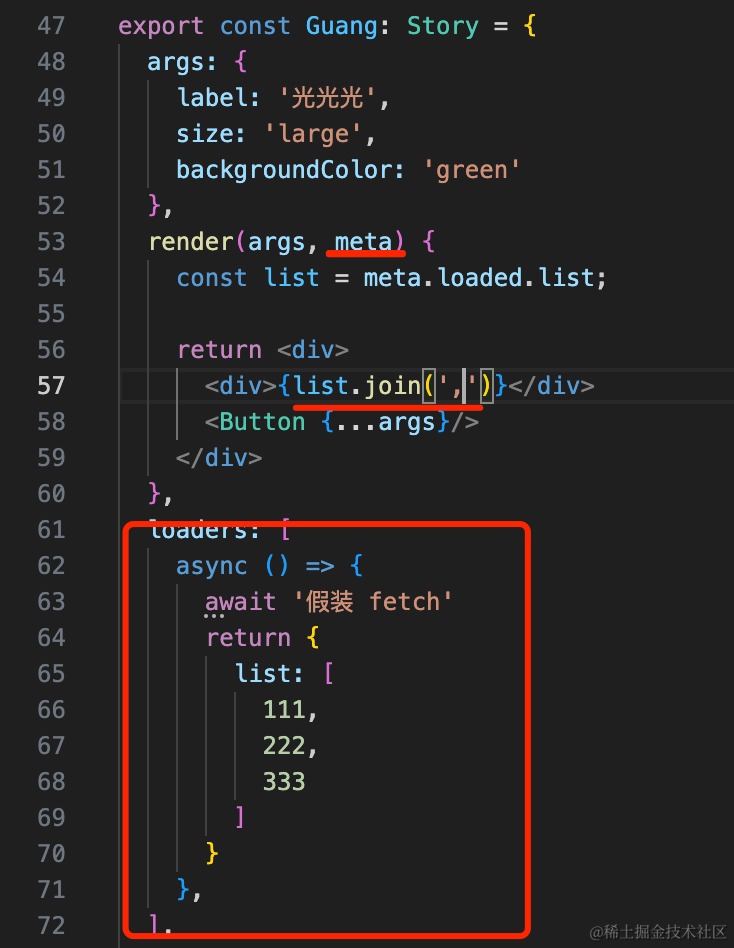 47 export const Guang: Story = {
48 args: {
49 label: '光光光',
50 size: 'large',
51 backgroundColor: 'green'
52 },
53 render(args, meta) {
54 const list = meta.loaded.list;
55
56 return <div>
57 <div>{list.join(',')}</div>
58 <Button {...args}/>
59 </div>
60 },
61 loaders: [
62 async () => {
63 await '假装 fetch'
64 return {
65 list: [
66 111,
67 222,
68 333
69 ]
70 }
71 },
72 ],
@稀土掘金技术社区